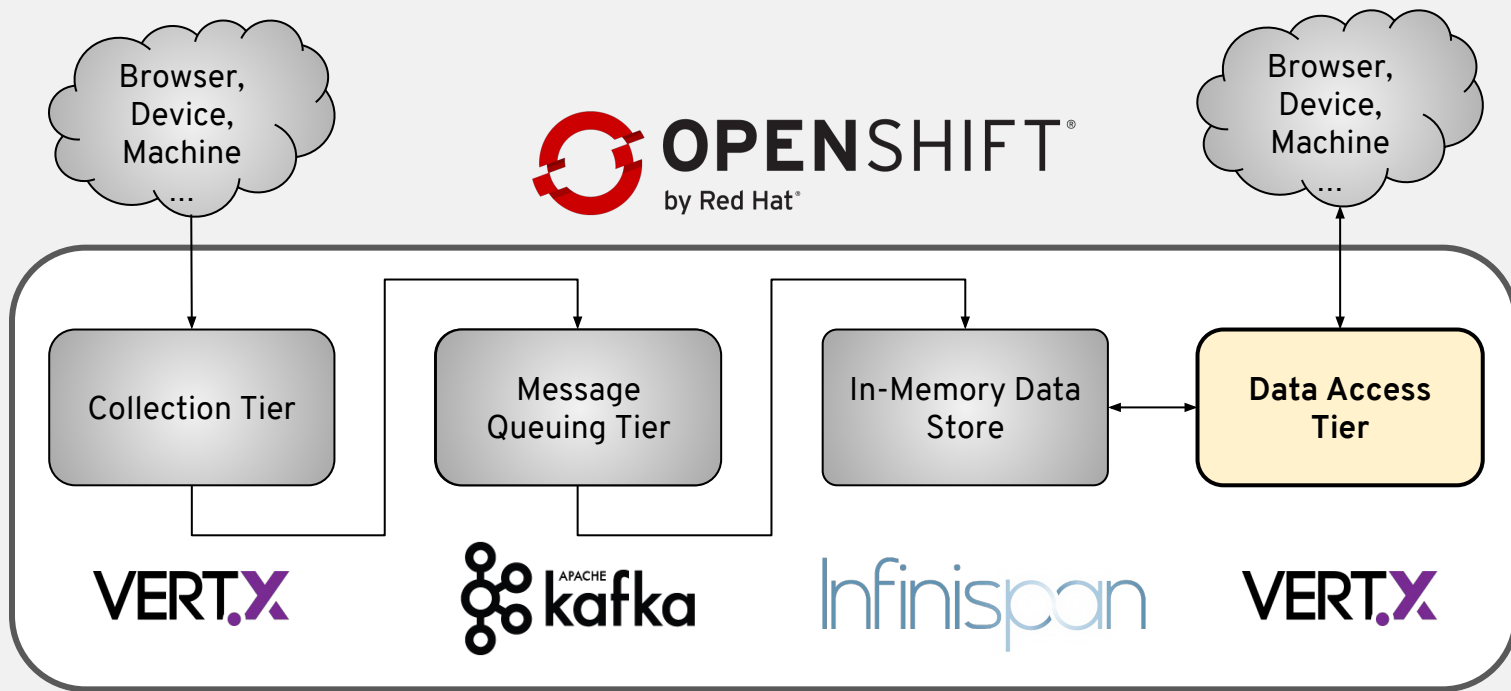 Browser,
Device,
Machine
...
OPENSHIFT®
by Red Hat®
Browser,
Device,
Machine
...
Collection Tier
Message
Queuing Tier
In-Memory Data
Store
Data Access
Tier
VERT.X
APACHE
kafka
Infinispan
VERT.X